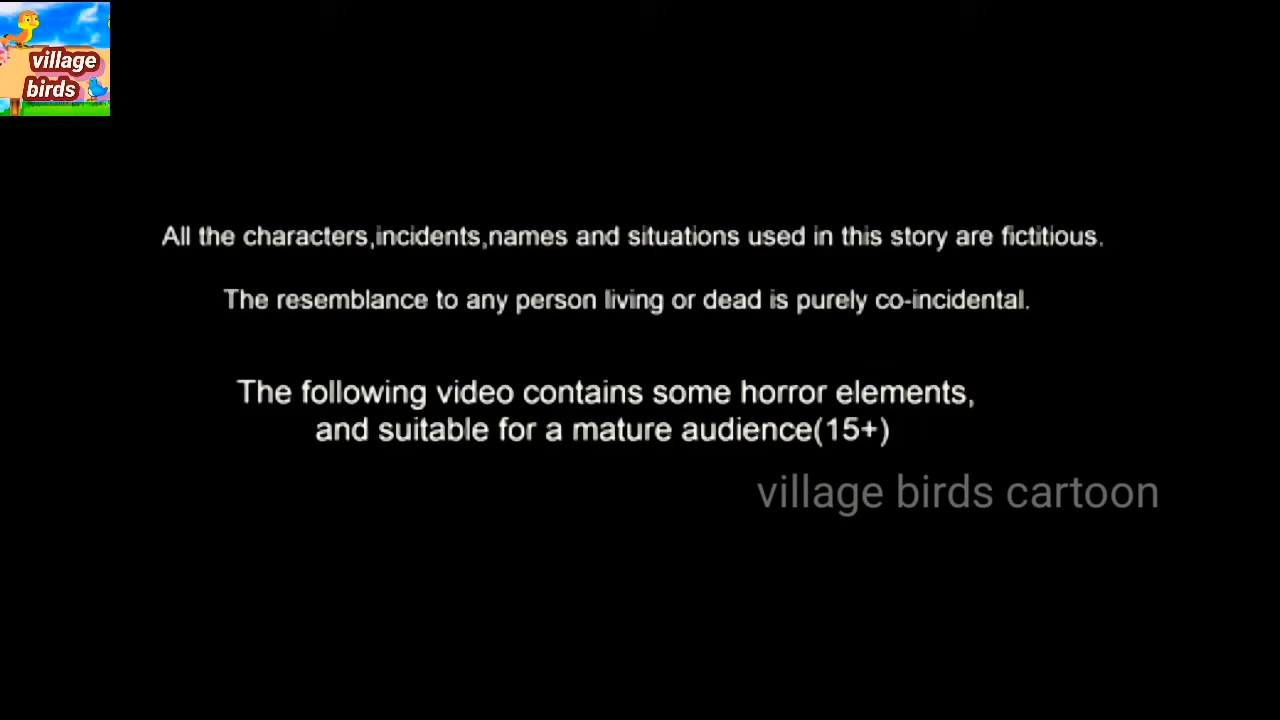 village
birds
All the characters,incidents,names and situations used in this story are fictitious.
The resemblance to any person living or dead is purely co-incidental.
The following video contains some horror elements,
and suitable for a mature audience(15+)
village birds cartoon